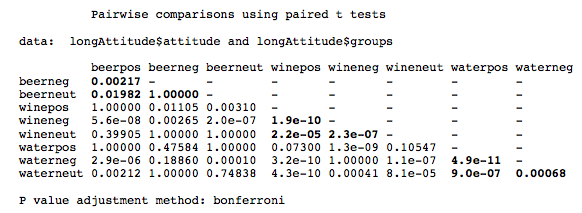 Pairwise comparisons using paired t tests
data:  longAttitude$attitude and longAttitude$groups
          beerpos beerneg beerneut winepos wineneg wineneut waterpos waterneg
beerneg   0.00217 -       -        -       -       -        -        -
beerneut  0.01982 1.00000 -        -       -       -        -        -
winepos   1.00000 0.01105 0.00310  -       -       -        -        -
wineneg   5.6e-08 0.00265 2.0e-07  1.9e-10 -       -        -        -
wineneut  0.39905 1.00000 1.00000  2.2e-05 2.3e-07 -        -        -
waterpos  1.00000 0.47584 1.00000  0.07300 1.3e-09 0.10547  -        -
waterneg  2.9e-06 0.18860 0.00010  3.2e-10 1.00000 1.1e-07  4.9e-11  -
waterneut 0.00212 1.00000 0.74838  4.3e-10 0.00041 8.1e-05  9.0e-07  0.00068
P value adjustment method: bonferroni